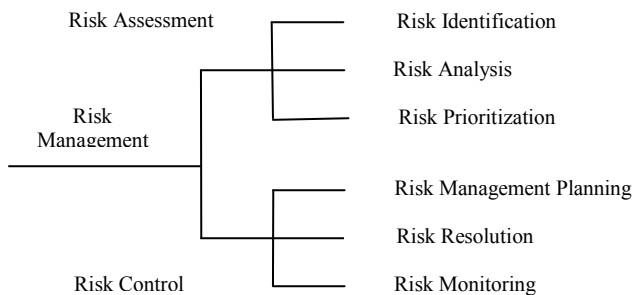 Risk Assessment
Risk Identification
Risk Analysis
Risk Prioritization
Risk
Management
Risk Management Planning
Risk Resolution
Risk Control
Risk Monitoring